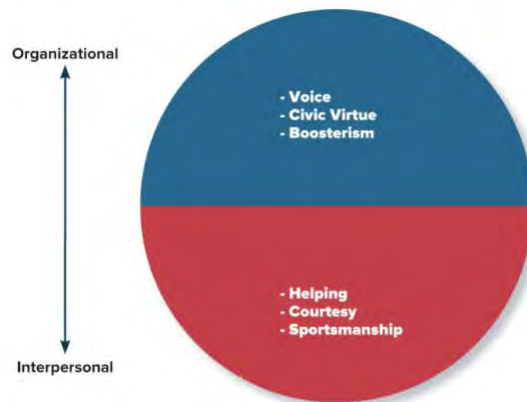 Organizational
- Voice
- Civic Virtue
- Boosterism
- Helping
- Courtesy
- Sportsmanship
Interpersonal